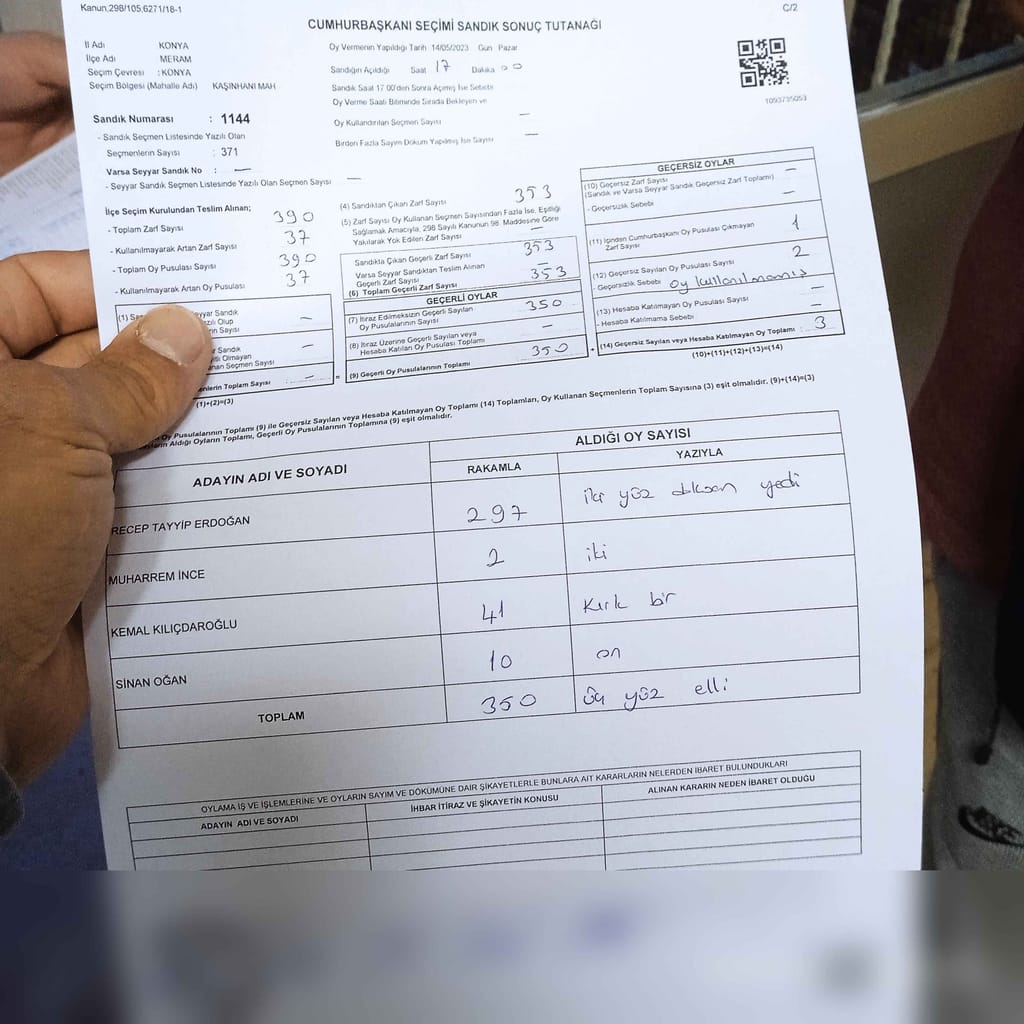 Kanun,298/105,6271/18-1
C/2
CUMHURBAŞKANI SEÇİMİ SANDIK SONUÇ TUTANAĞI
İl Adı KONYA
İlçe Adı MERAM
Seçim Çevresi : KONYA
Seçim Bölgesi (Mahalle Adı) KAŞINHANI MAH
Sandık Numarası : 1144
- Sandık Seçmen Listesinde Yazılı Olan
Seçmenlerin Sayısı : 371
Varsa Seyyar Sandık No : —
- Seyyar Sandık Seçmen Listesinde Yazılı Olan Seçmen Sayısı —
Oy Vermenin Yapıldığı Tarih 14/05/2023 Gün Pazar
Sandığın Açıldığı Saat 17 Dakika 00
Sandık Saat 17.00'den Sonra Açılmış İse Sebebi
Oy Verme Saati Bitiminde Sırada Bekleyen ve
Oy Kullandırılan Seçmen Sayısı —
Birden Fazla Sayım Döküm Yapılmış İse Sayısı —
1093735053
İlçe Seçim Kurulundan Teslim Alınan;
- Toplam Zarf Sayısı 390
- Kullanılmayarak Artan Zarf Sayısı 37
- Toplam Oy Pusulası Sayısı 390
- Kullanılmayarak Artan Oy Pusulası 37
(4) Sandıktan Çıkan Zarf Sayısı 353
(5) Zarf Sayısı Oy Kullanan Seçmen Sayısından Fazla İse, Eşitliği
Sağlamak Amacıyla, 298 Sayılı Kanunun 98. Maddesine Göre
Yakılarak Yok Edilen Zarf Sayısı —
Sandıkta Çıkan Geçerli Zarf Sayısı 353
Varsa Seyyar Sandıktan Teslim Alınan
Geçerli Zarf Sayısı —
(6) Toplam Geçerli Zarf Sayısı 353
GEÇERLİ OYLAR
(7) İtiraz Edilmeksizin Geçerli Sayılan
Oy Pusulalarının Sayısı 350
(8) İtiraz Üzerine Geçerli Sayılan veya
Hesaba Katılan Oy Pusulası Toplamı —
(9) Geçerli Oy Pusulalarının Toplamı 350
GEÇERSİZ OYLAR
(10) Geçersiz Zarf Sayısı —
(Sandık ve Varsa Seyyar Sandık Geçersiz Zarf Toplamı)
- Geçersizlik Sebebi —
(11) İçinden Cumhurbaşkanı Oy Pusulası Çıkmayan
Zarf Sayısı 1
(12) Geçersiz Sayılan Oy Pusulası Sayısı 2
- Geçersizlik Sebebi oy kullanılmamış
(13) Hesaba Katılmayan Oy Pusulası Sayısı —
- Hesaba Katılmama Sebebi —
+ (14) Geçersiz Sayılan veya Hesaba Katılmayan Oy Toplamı : 3
(10)+(11)+(12)+(13)=(14)
yyar Sandık
zılı Olup
Sayısı —
Sandık
Olmayan
Seçmen Sayısı —
Toplam Sayısı : — =
(1)+(2)=(3)
Oy Pusulalarının Toplamı (9) ile Geçersiz Sayılan veya Hesaba Katılmayan Oy Toplamı (14) Toplamları, Oy Kullanan Seçmenlerin Toplam Sayısına (3) eşit olmalıdır. (9)+(14)=(3)
Aldığı Oyların Toplamı, Geçerli Oy Pusulalarının Toplamına (9) eşit olmalıdır.
ADAYIN ADI VE SOYADI
ALDIĞI OY SAYISI
RAKAMLA YAZIYLA
RECEP TAYYİP ERDOĞAN 297 iki yüz doksan yedi
MUHARREM İNCE 2 iki
KEMAL KILIÇDAROĞLU 41 Kırk bir
SİNAN OĞAN 10 on
TOPLAM 350 üç yüz elli
OYLAMA İŞ VE İŞLEMLERİNE VE OYLARIN SAYIM VE DÖKÜMÜNE DAİR ŞİKAYETLERLE BUNLARA AİT KARARLARIN NELERDEN İBARET BULUNDUKLARI
ADAYIN ADI VE SOYADI İHBAR İTİRAZ VE ŞİKAYETİN KONUSU ALINAN KARARIN NEDEN İBARET OLDUĞU